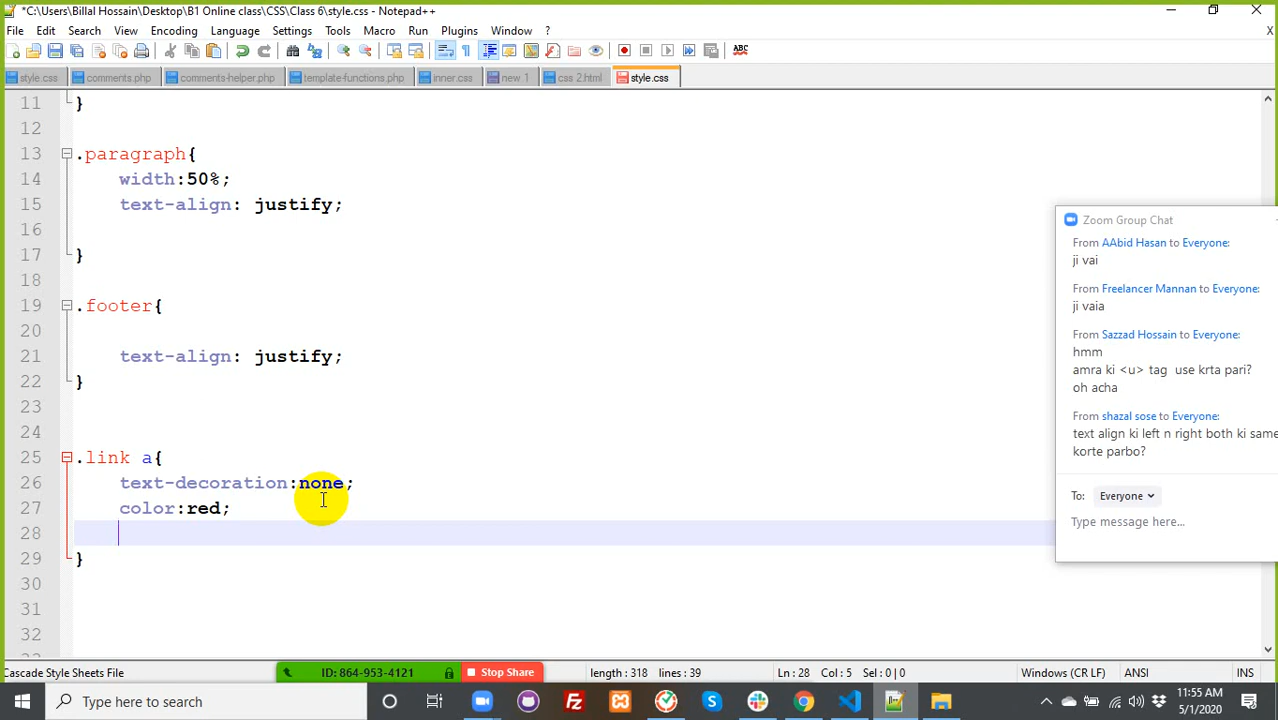 *C:\Users\Billal Hossain\Desktop\B1 Online class\CSS\Class 6\style.css - Notepad++
File Edit Search View Encoding Language Settings Tools Macro Run Plugins Window ? X
style.css comments.php comments-helper.php template-functions.php inner.css new 1 css 2.html style.css
11 }
12
13 .paragraph{
14 width:50%;
15 text-align: justify;
16
17 }
18
19 .footer{
20
21 text-align: justify;
22 }
23
24
25 .link a{
26 text-decoration:none;
27 color:red;
28
29 }
30
31
32
Zoom Group Chat
From AAbid Hasan to Everyone:
ji vai
From Freelancer Mannan to Everyone:
ji vaia
From Sazzad Hossain to Everyone:
hmm
amra ki <u> tag use krta pari?
oh acha
From shazal sose to Everyone:
text align ki left n right both ki same
korte parbo?
To: Everyone
Type message here...
Cascade Style Sheets File ID: 864-953-4121 Stop Share length : 318 lines : 39 Ln : 28 Col : 5 Sel : 0 | 0 Windows (CR LF) ANSI INS
Type here to search
11:55 AM
5/1/2020